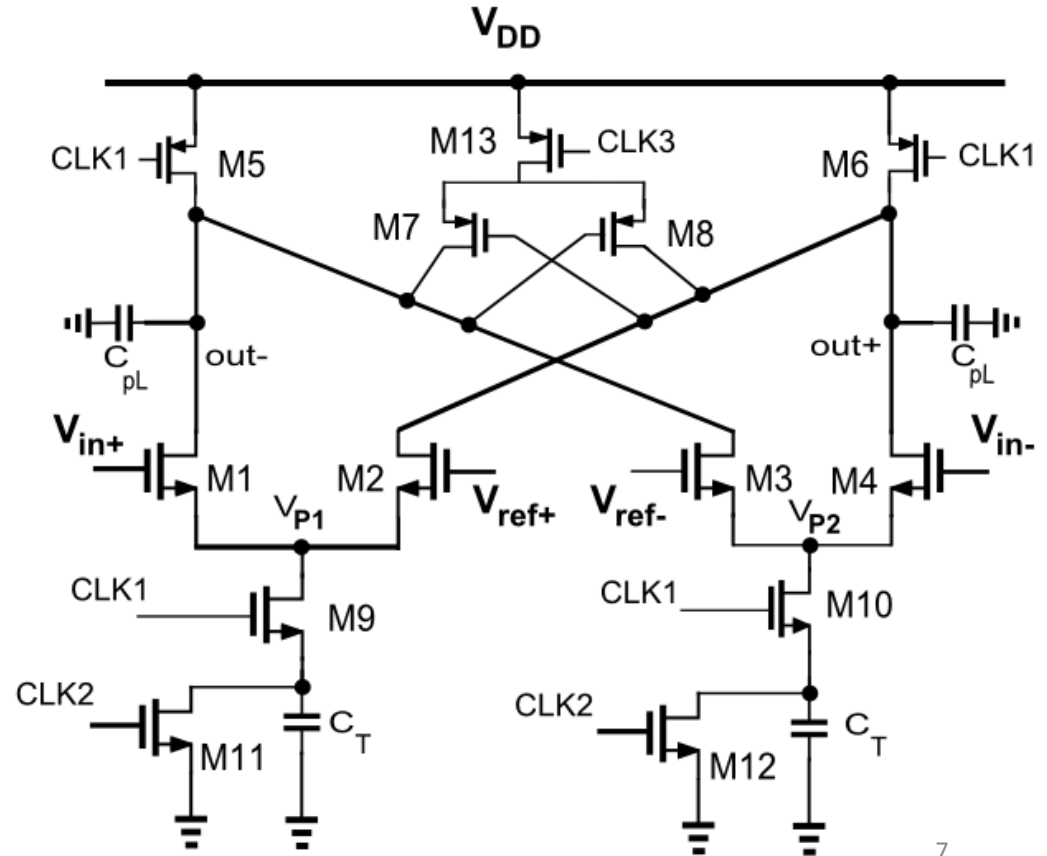 VDD
CLK1
M5
M13
CLK3
M6
CLK1
M7
M8
CpL
out-
out+
CpL
Vin+
M1
M2
Vref+
Vref-
M3
M4
Vin-
VP1
VP2
CLK1
M9
CLK1
M10
CLK2
M11
CT
CLK2
M12
CT
7